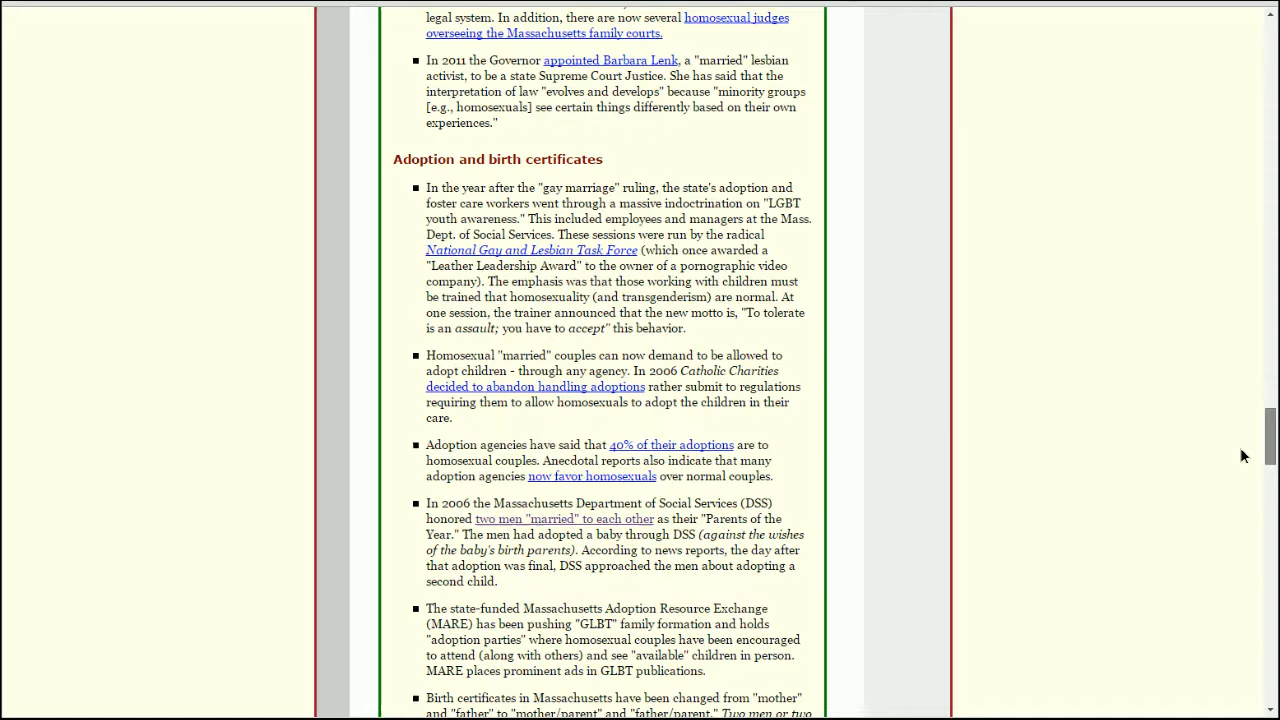 legal system. In addition, there are now several homosexual judges
overseeing the Massachusetts family courts.
In 2011 the Governor appointed Barbara Lenk, a "married" lesbian
activist, to be a state Supreme Court Justice. She has said that the
interpretation of law "evolves and develops" because "minority groups
[e.g., homosexuals] see certain things differently based on their own
experiences."
Adoption and birth certificates
In the year after the "gay marriage" ruling, the state's adoption and
foster care workers went through a massive indoctrination on "LGBT
youth awareness." This included employees and managers at the Mass.
Dept. of Social Services. These sessions were run by the radical
National Gay and Lesbian Task Force (which once awarded a
"Leather Leadership Award" to the owner of a pornographic video
company). The emphasis was that those working with children must
be trained that homosexuality (and transgenderism) are normal. At
one session, the trainer announced that the new motto is, "To tolerate
is an assault; you have to accept" this behavior.
Homosexual "married" couples can now demand to be allowed to
adopt children - through any agency. In 2006 Catholic Charities
decided to abandon handling adoptions rather submit to regulations
requiring them to allow homosexuals to adopt the children in their
care.
Adoption agencies have said that 40% of their adoptions are to
homosexual couples. Anecdotal reports also indicate that many
adoption agencies now favor homosexuals over normal couples.
In 2006 the Massachusetts Department of Social Services (DSS)
honored two men "married" to each other as their "Parents of the
Year." The men had adopted a baby through DSS (against the wishes
of the baby's birth parents). According to news reports, the day after
that adoption was final, DSS approached the men about adopting a
second child.
The state-funded Massachusetts Adoption Resource Exchange
(MARE) has been pushing "GLBT" family formation and holds
"adoption parties" where homosexual couples have been encouraged
to attend (along with others) and see "available" children in person.
MARE places prominent ads in GLBT publications.
Birth certificates in Massachusetts have been changed from "mother"
and "father" to "mother/parent" and "father/parent." Two men or two